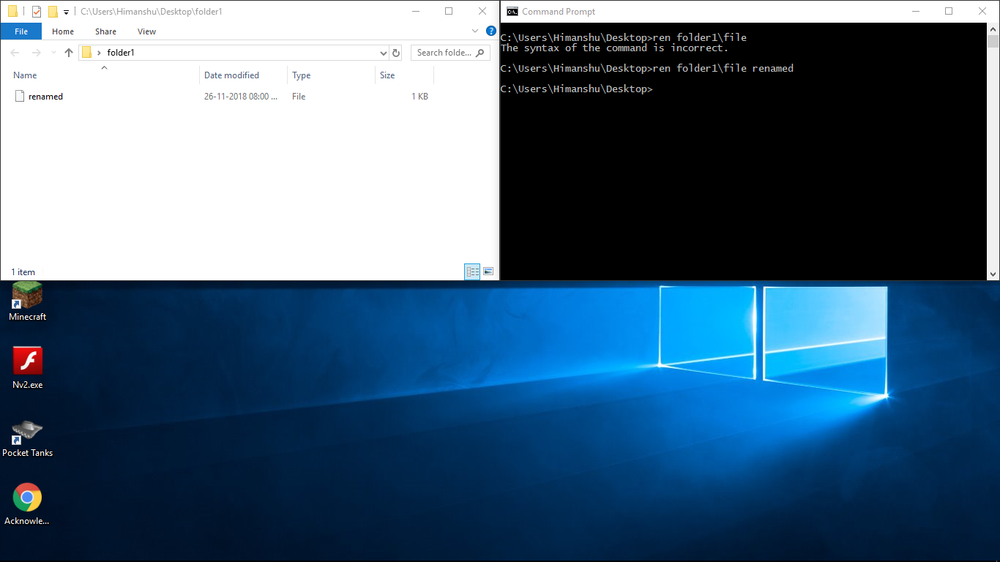 C:\Users\Himanshu\Desktop\folder1
File Home Share View
folder1
Search folde...
Name Date modified Type Size
renamed 26-11-2018 08:00 ... File 1 KB
1 item
Command Prompt
C:\Users\Himanshu\Desktop>ren folder1\file
The syntax of the command is incorrect.
C:\Users\Himanshu\Desktop>ren folder1\file renamed
C:\Users\Himanshu\Desktop>
Minecraft
Nv2.exe
Pocket Tanks
Acknowle...